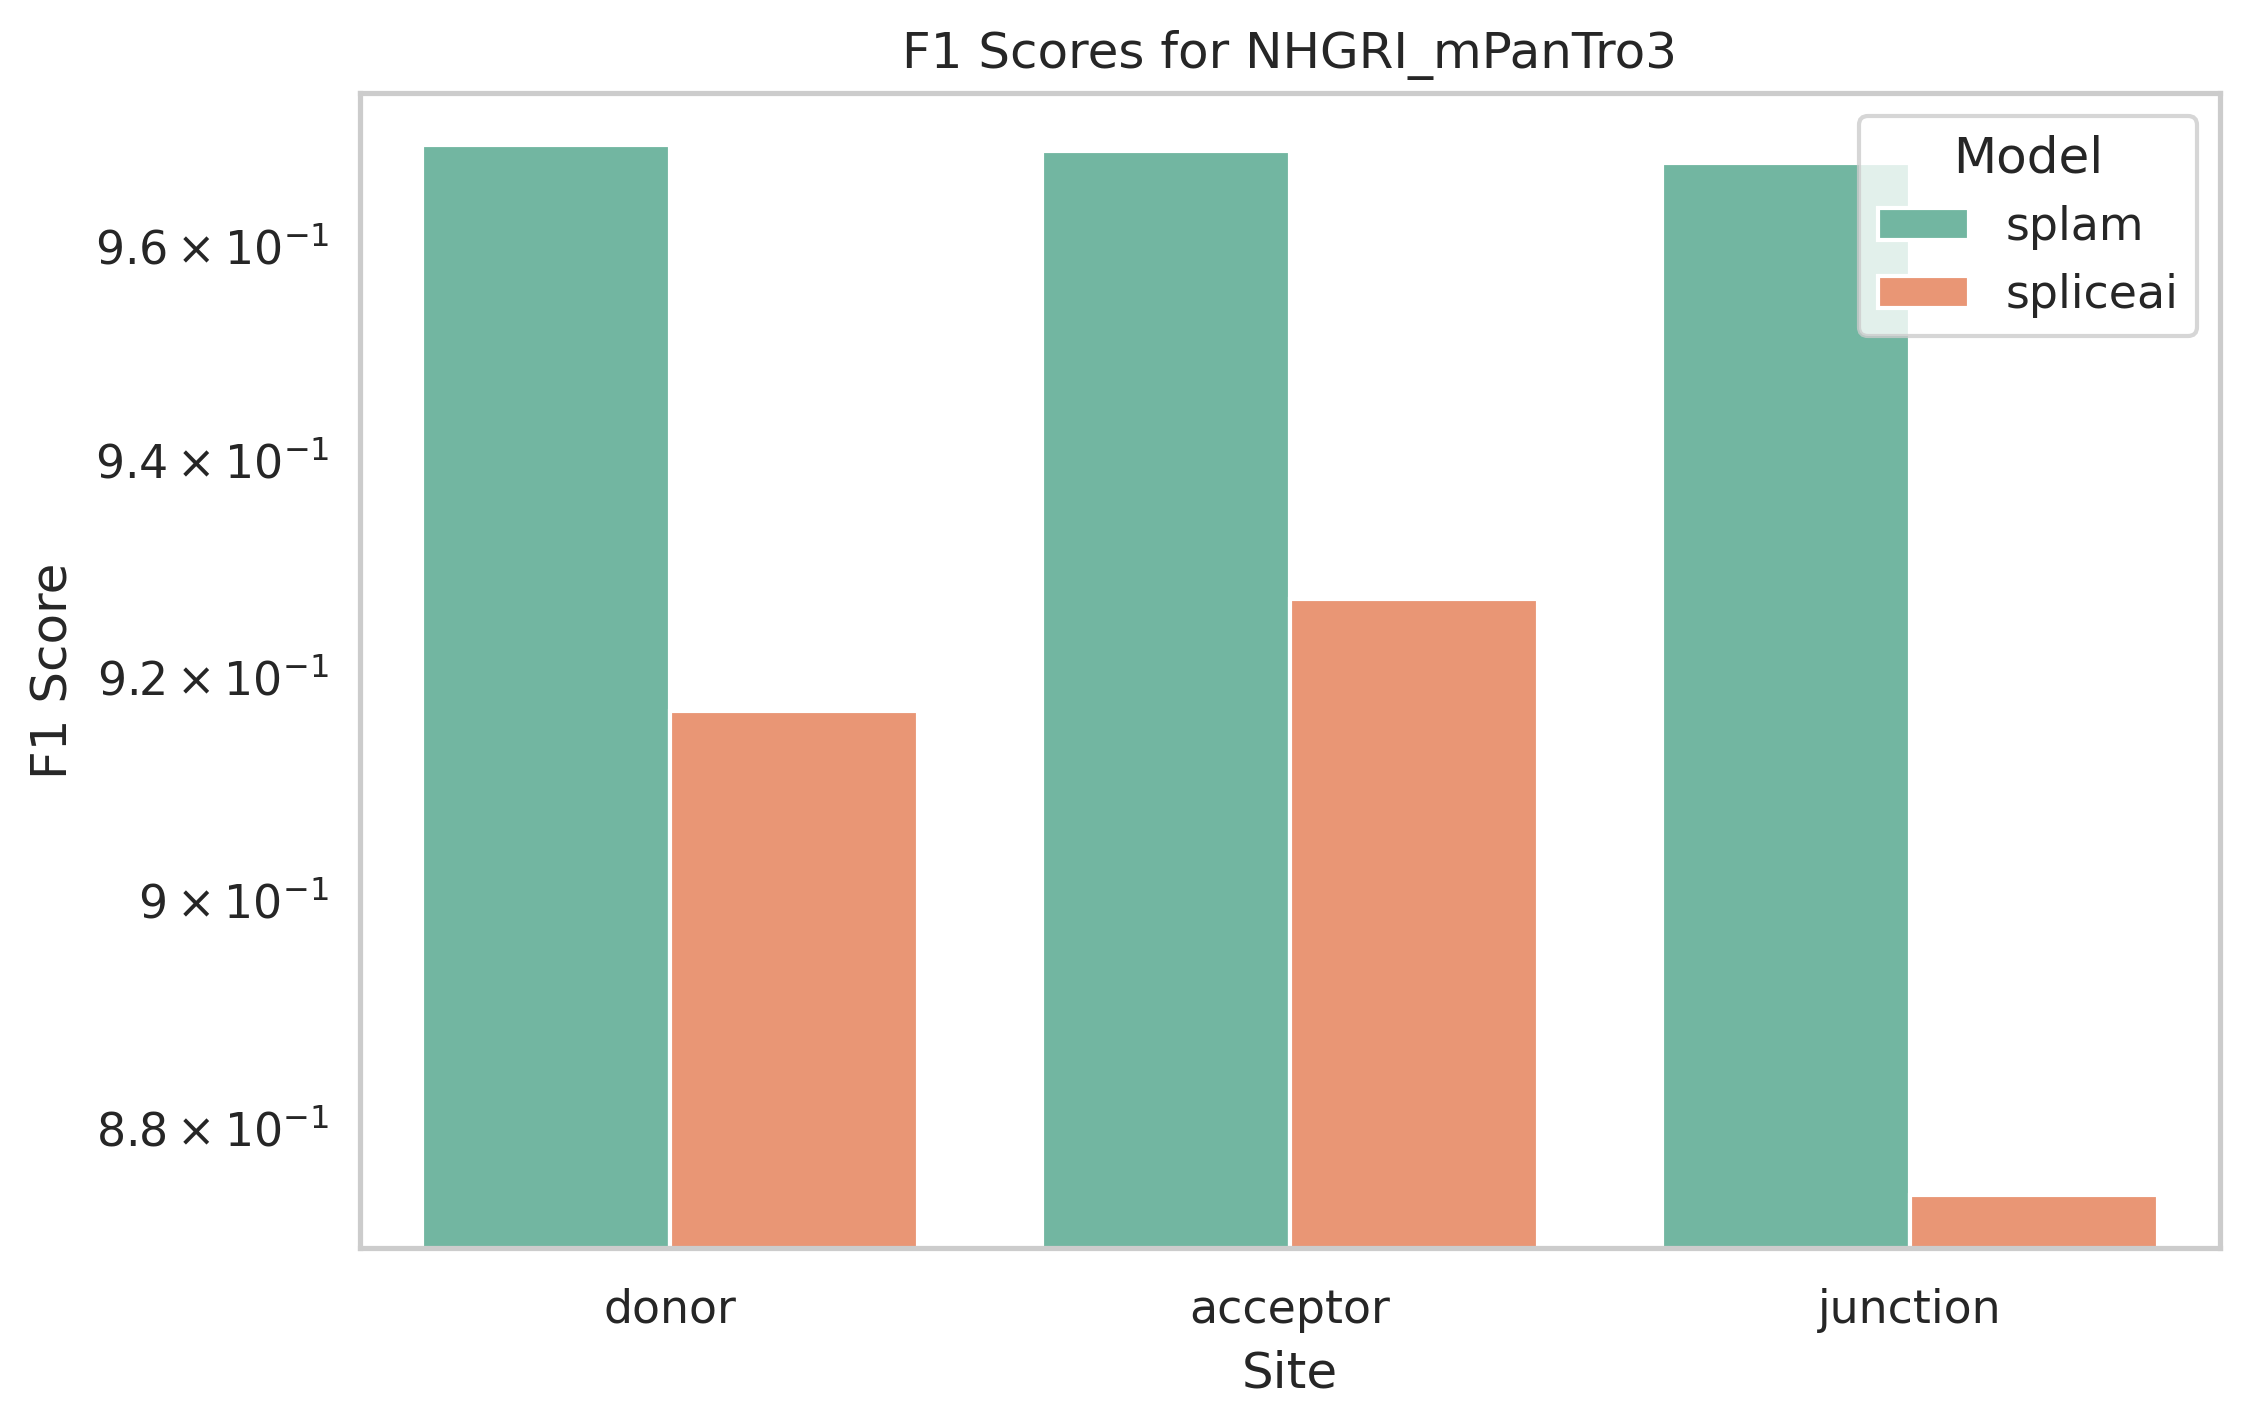 F1 Scores for NHGRI_mPanTro3
Model
splam
spliceai
F1 Score
9.6 × 10⁻¹
9.4 × 10⁻¹
9.2 × 10⁻¹
9 × 10⁻¹
8.8 × 10⁻¹
donor
acceptor
junction
Site